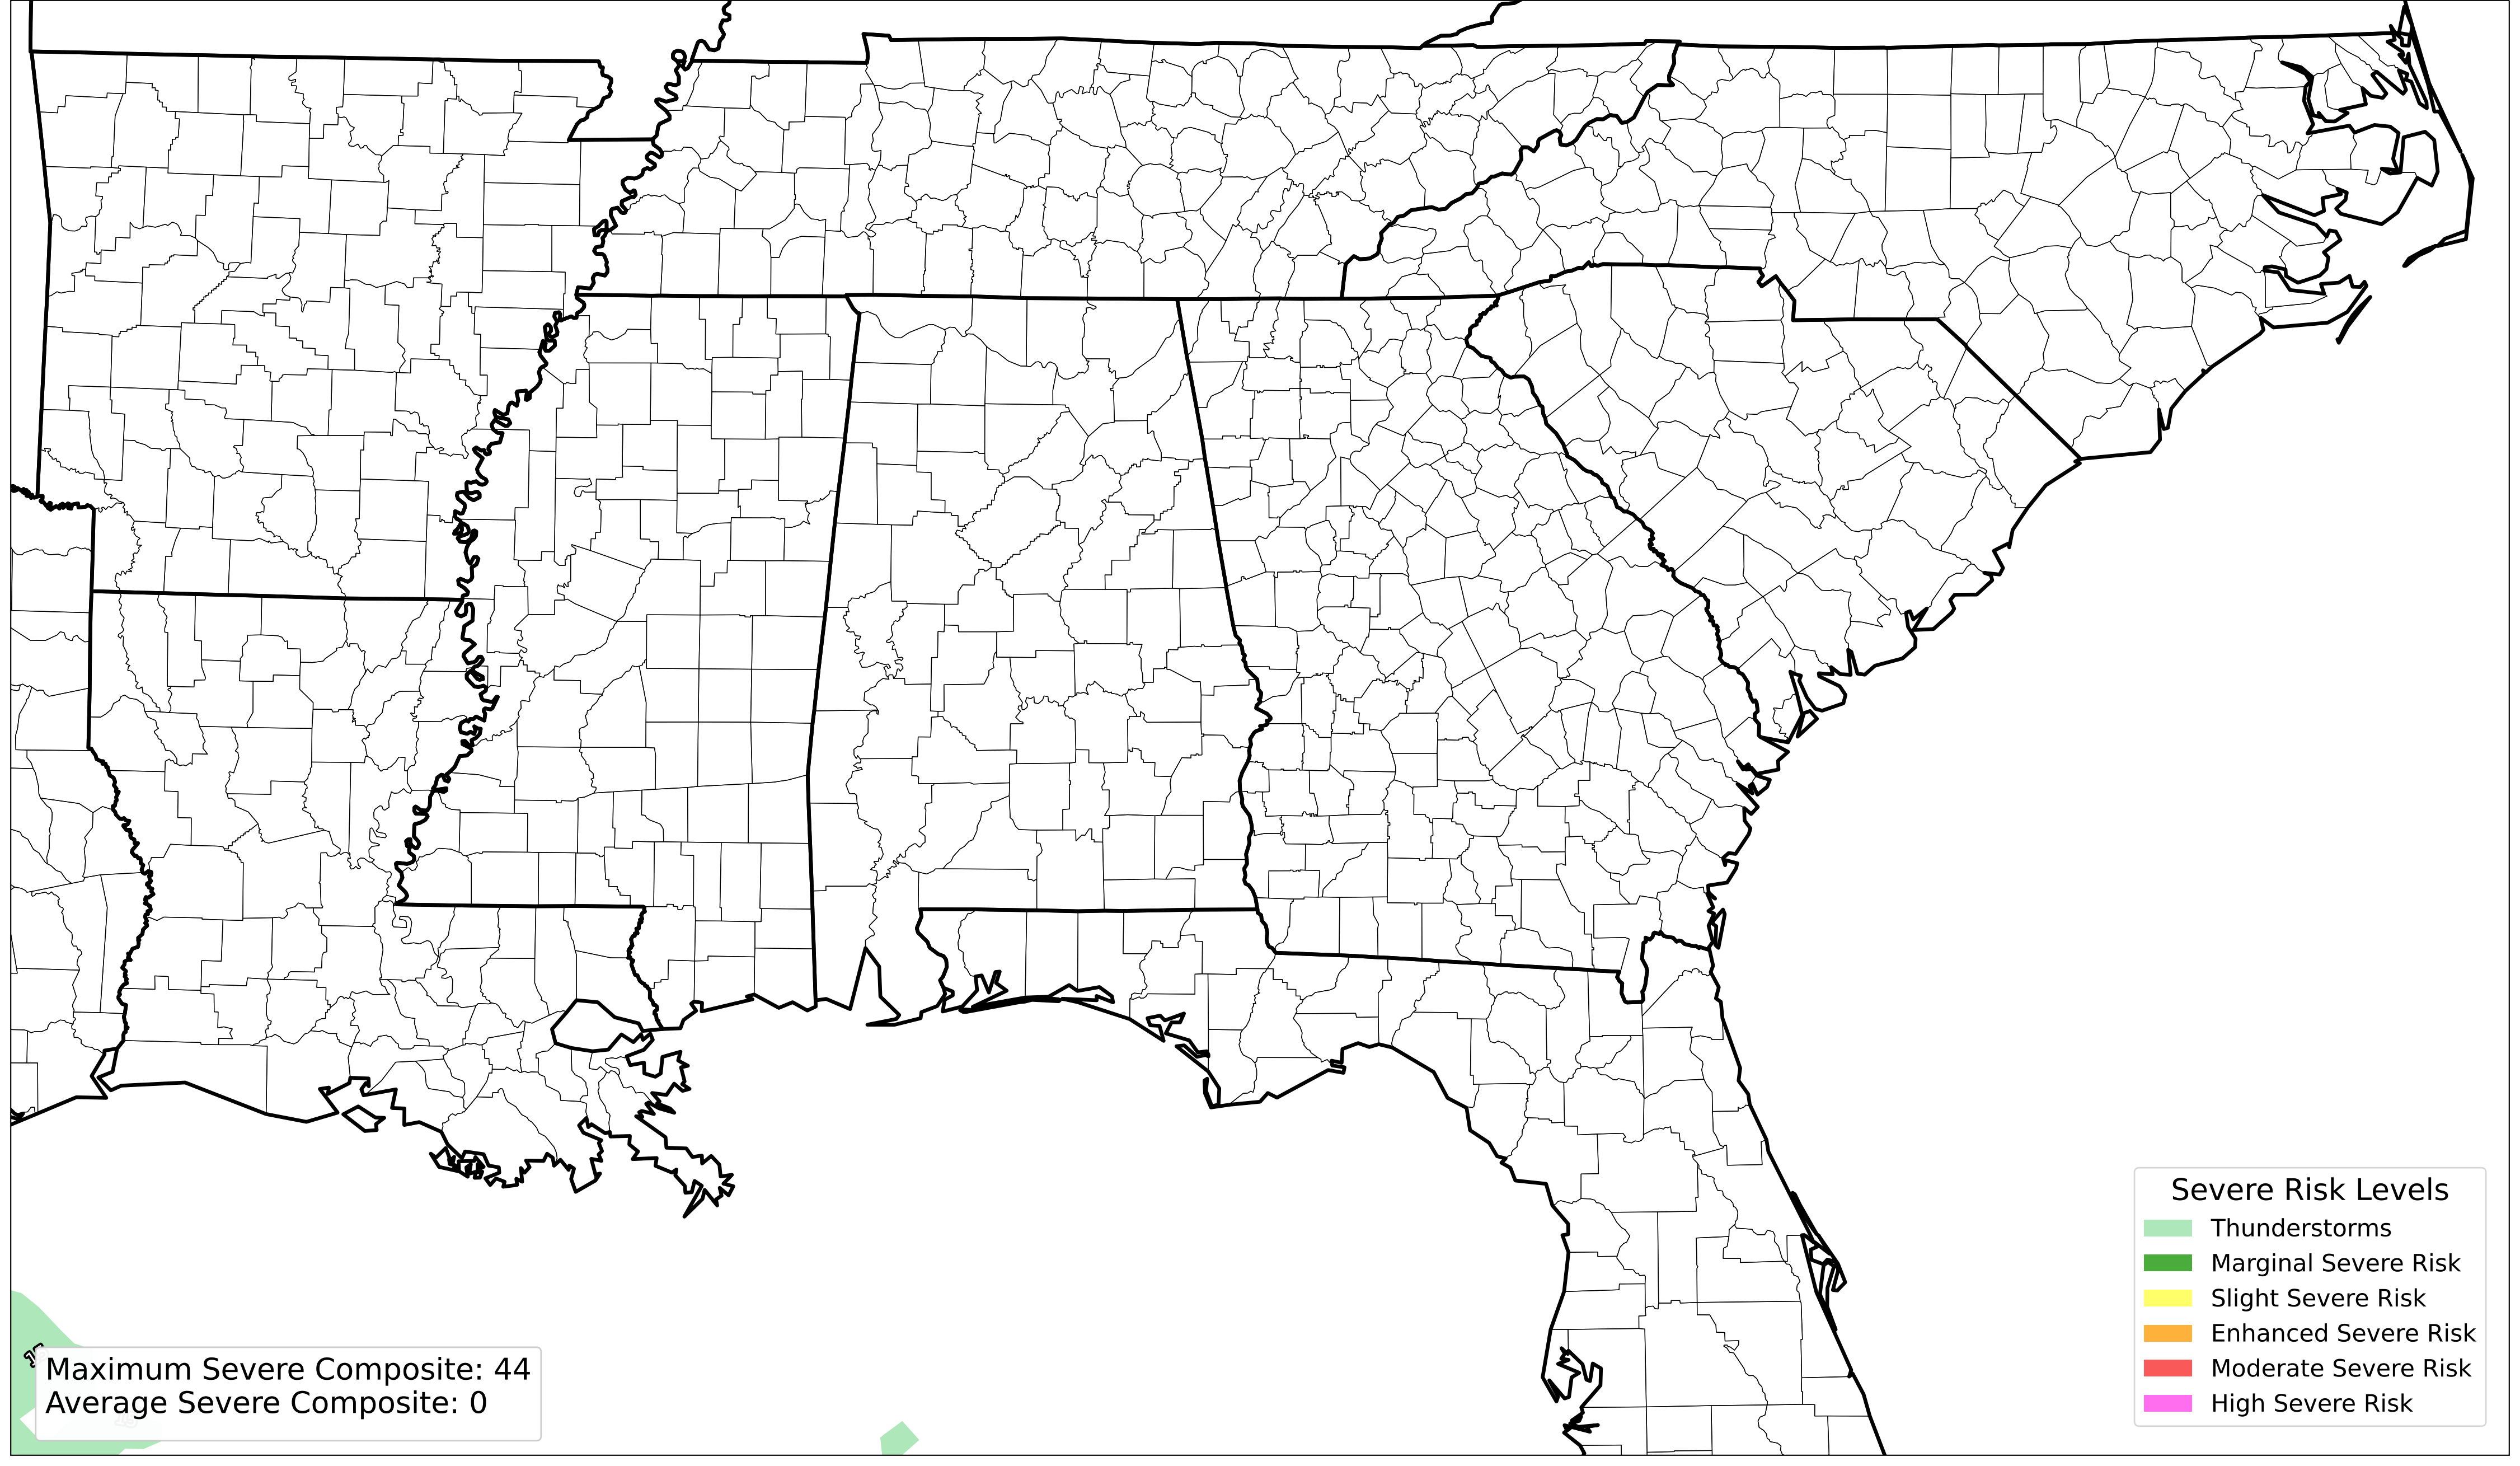 Severe Risk Levels
Thunderstorms
Marginal Severe Risk
Slight Severe Risk
Enhanced Severe Risk
Moderate Severe Risk
High Severe Risk
Maximum Severe Composite: 44
Average Severe Composite: 0